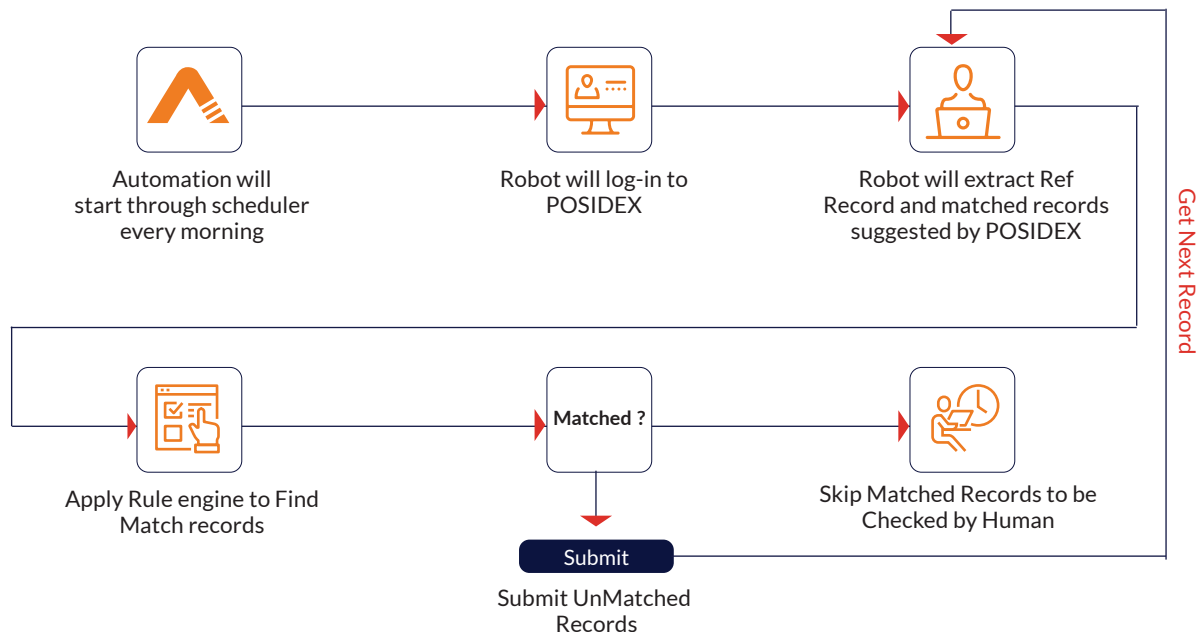 Automation will
start through scheduler
every morning
Robot will log-in to
POSIDEX
Robot will extract Ref
Record and matched records
suggested by POSIDEX
Get Next Record
Apply Rule engine to Find
Match records
Matched ?
Skip Matched Records to be
Checked by Human
Submit
Submit UnMatched
Records